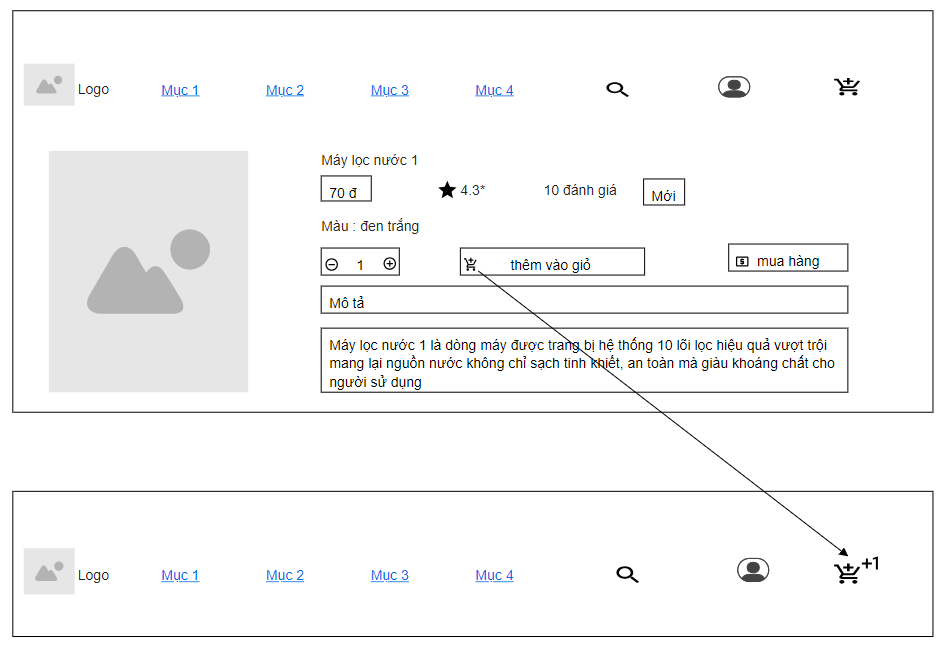 Logo
Mục 1
Mục 2
Mục 3
Mục 4
Máy lọc nước 1
70 đ
4.3*
10 đánh giá
Mới
Màu : đen trắng
1
thêm vào giỏ
mua hàng
Mô tả
Máy lọc nước 1 là dòng máy được trang bị hệ thống 10 lõi lọc hiệu quả vượt trội
mang lại nguồn nước không chỉ sạch tinh khiết, an toàn mà giàu khoáng chất cho
người sử dụng
Logo
Mục 1
Mục 2
Mục 3
Mục 4
+1